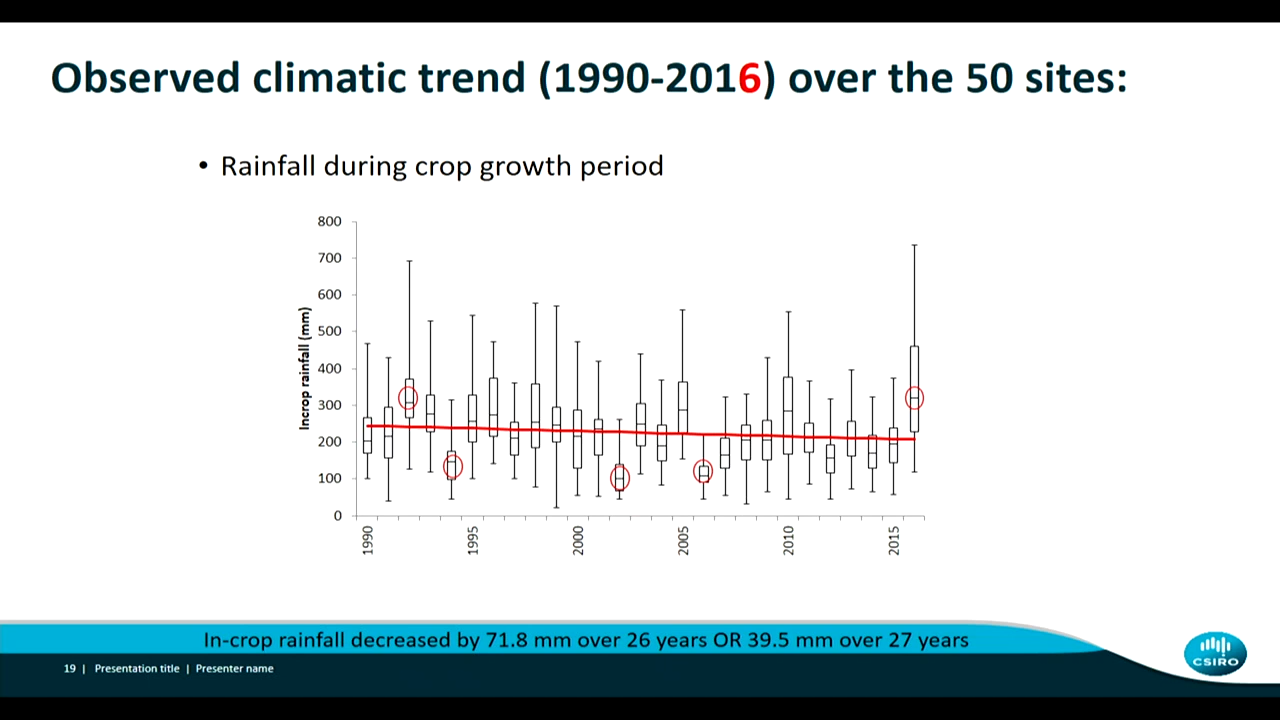 Observed climatic trend (1990-2016) over the 50 sites:
• Rainfall during crop growth period
800
700
600
500
400
300
200
100
0
Incrop rainfall (mm)
1990
1995
2000
2005
2010
2015
In-crop rainfall decreased by 71.8 mm over 26 years OR 39.5 mm over 27 years
19 | Presentation title | Presenter name
CSIRO